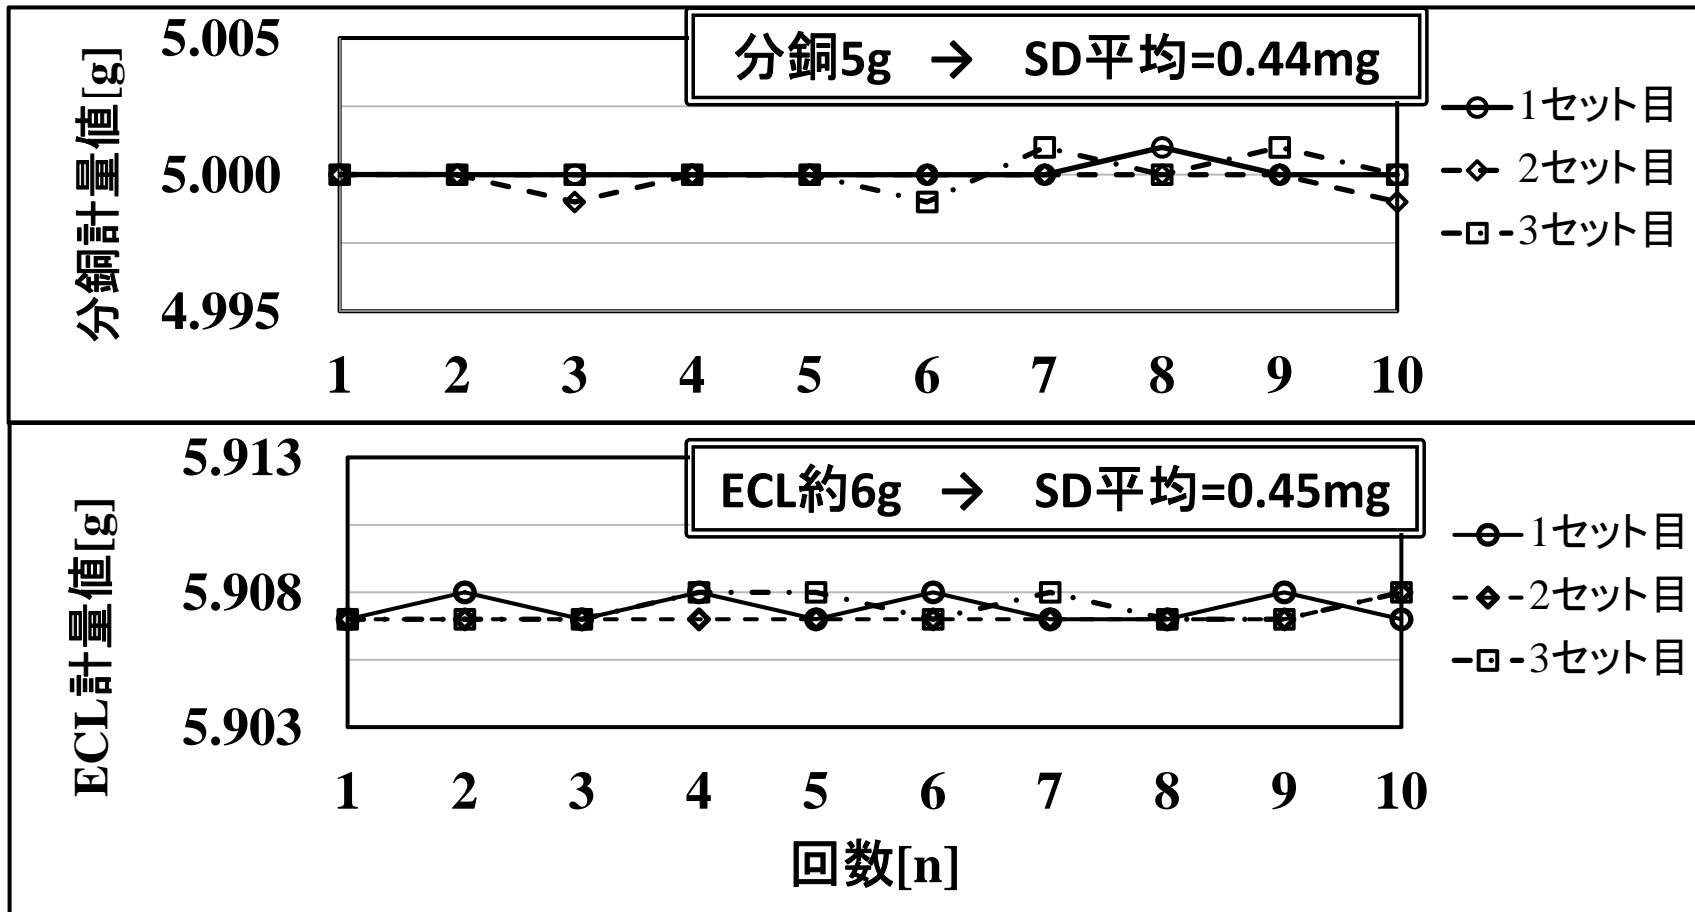 分銅5g → SD平均=0.44mg
分銅計量値[g]
5.005
5.000
4.995
1 2 3 4 5 6 7 8 9 10
1セット目
2セット目
3セット目
ECL約6g → SD平均=0.45mg
ECL計量値[g]
5.913
5.908
5.903
1 2 3 4 5 6 7 8 9 10
回数[n]
1セット目
2セット目
3セット目